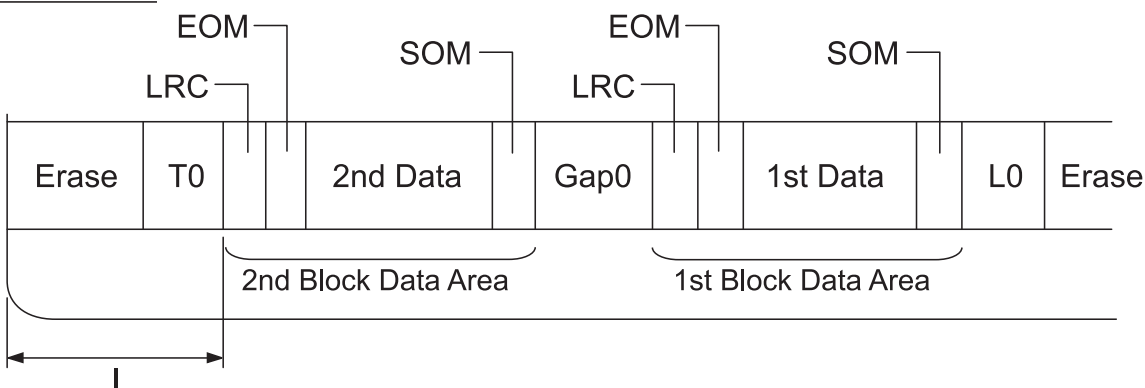 EOM
SOM
LRC
EOM
SOM
LRC
Erase T0 2nd Data Gap0 1st Data L0 Erase
2nd Block Data Area 1st Block Data Area
L